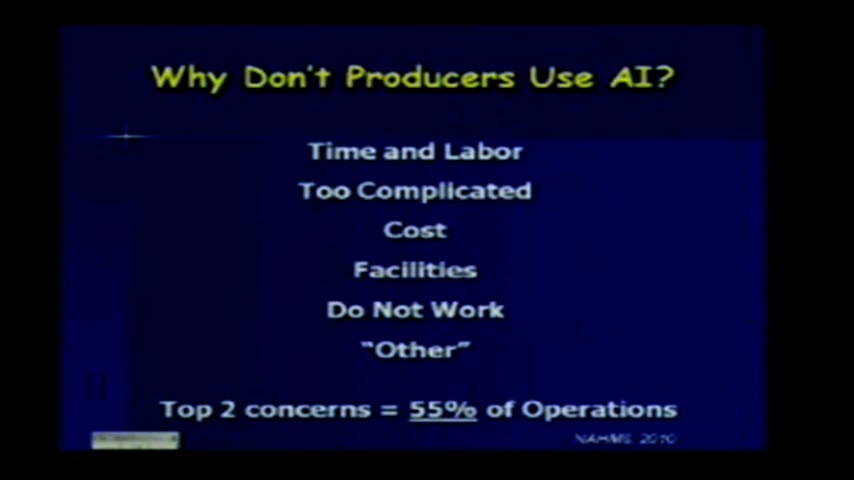 Why Don't Producers Use AI?
Time and Labor
Too Complicated
Cost
Facilities
Do Not Work
"Other"
Top 2 concerns = 55% of Operations
NAHMS, 2010